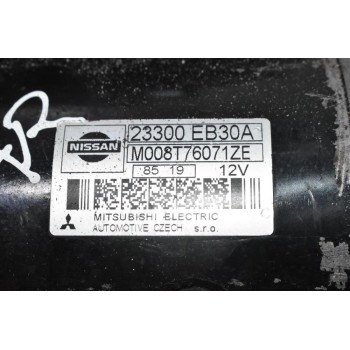 NISSAN
23300 EB30A
M008T76071ZE
85 19 12V
MITSUBISHI ELECTRIC
AUTOMOTIVE CZECH s.r.o.